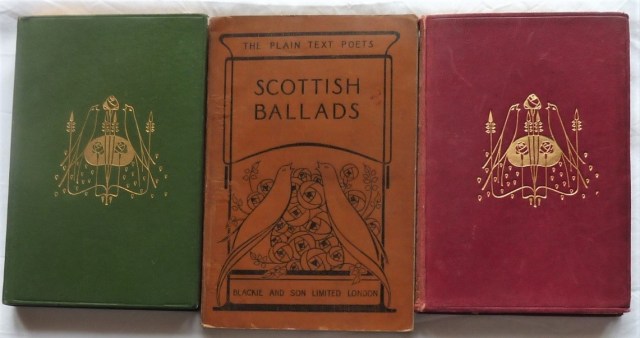 THE PLAIN TEXT POETS
SCOTTISH
BALLADS
BLACKIE AND SON LIMITED LONDON